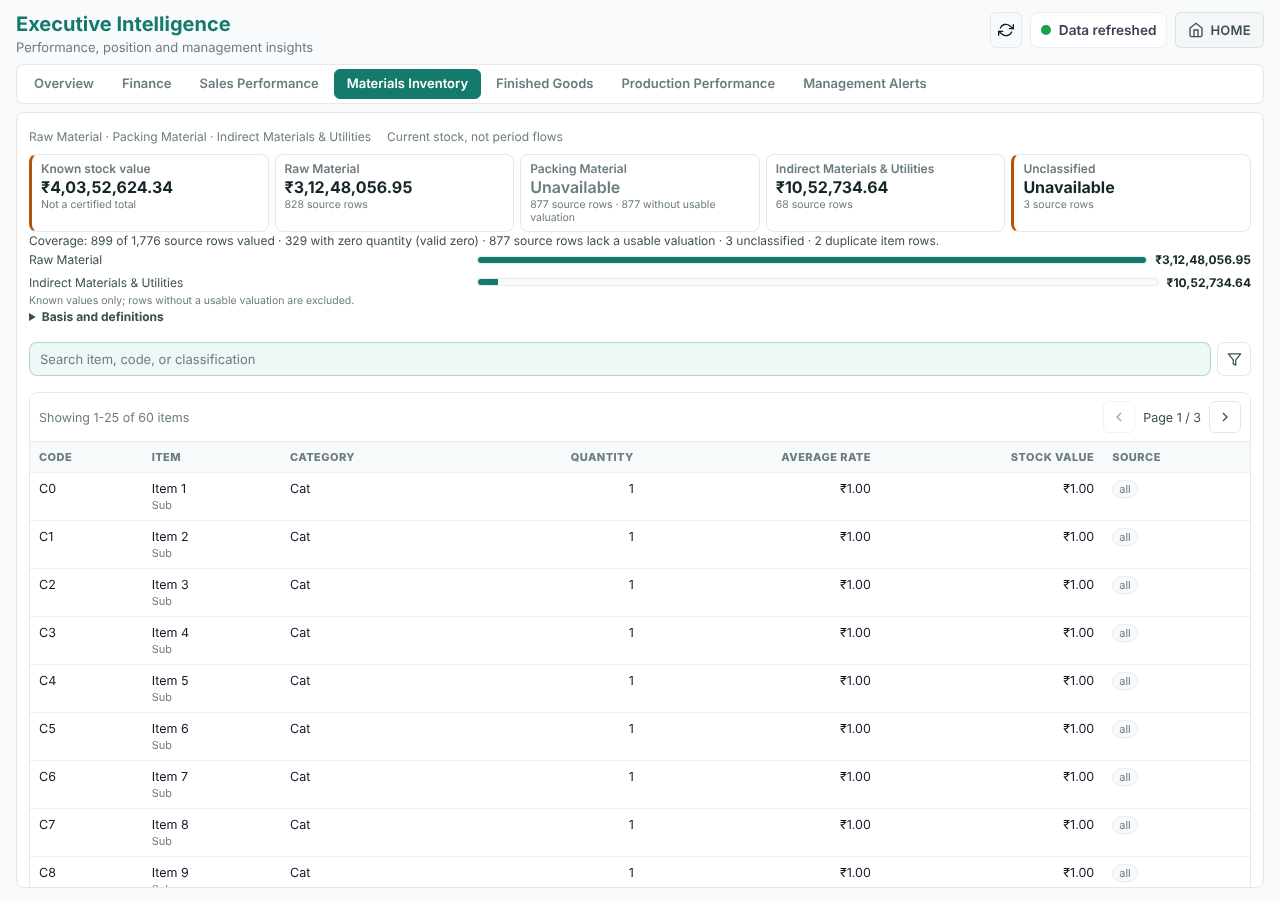 Executive Intelligence
Performance, position and management insights
Data refreshed
HOME
Overview Finance Sales Performance Materials Inventory Finished Goods Production Performance Management Alerts
Raw Material · Packing Material · Indirect Materials & Utilities Current stock, not period flows
Known stock value
₹4,03,52,624.34
Not a certified total
Raw Material
₹3,12,48,056.95
828 source rows
Packing Material
Unavailable
877 source rows · 877 without usable
valuation
Indirect Materials & Utilities
₹10,52,734.64
68 source rows
Unclassified
Unavailable
3 source rows
Coverage: 899 of 1,776 source rows valued · 329 with zero quantity (valid zero) · 877 source rows lack a usable valuation · 3 unclassified · 2 duplicate item rows.
Raw Material ₹3,12,48,056.95
Indirect Materials & Utilities ₹10,52,734.64
Known values only; rows without a usable valuation are excluded.
Basis and definitions
Search item, code, or classification
Showing 1-25 of 60 items Page 1 / 3
CODE ITEM CATEGORY QUANTITY AVERAGE RATE STOCK VALUE SOURCE
C0 Item 1 Cat 1 ₹1.00 ₹1.00 all
Sub
C1 Item 2 Cat 1 ₹1.00 ₹1.00 all
Sub
C2 Item 3 Cat 1 ₹1.00 ₹1.00 all
Sub
C3 Item 4 Cat 1 ₹1.00 ₹1.00 all
Sub
C4 Item 5 Cat 1 ₹1.00 ₹1.00 all
Sub
C5 Item 6 Cat 1 ₹1.00 ₹1.00 all
Sub
C6 Item 7 Cat 1 ₹1.00 ₹1.00 all
Sub
C7 Item 8 Cat 1 ₹1.00 ₹1.00 all
Sub
C8 Item 9 Cat 1 ₹1.00 ₹1.00 all